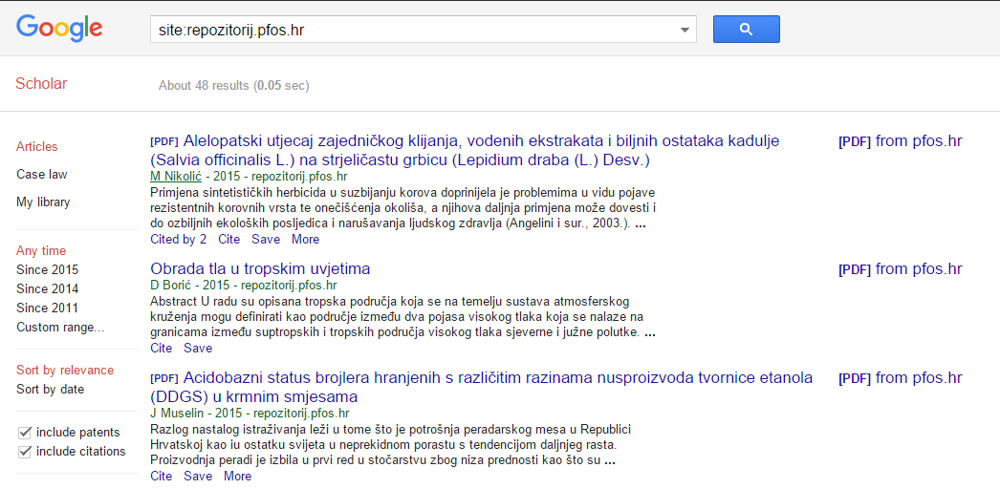 Google
site:repozitorij.pfos.hr
Scholar
About 48 results (0.05 sec)
Articles
Case law
My library
Any time
Since 2015
Since 2014
Since 2011
Custom range...
Sort by relevance
Sort by date
include patents
include citations
[PDF] Alelopatski utjecaj zajedničkog klijanja, vodenih ekstrakata i biljnih ostataka kadulje
(Salvia officinalis L.) na strjeličastu grbicu (Lepidium draba (L.) Desv.)
M Nikolić - 2015 - repozitorij.pfos.hr
Primjena sintetističkih herbicida u suzbijanju korova doprinijela je problemima u vidu pojave
rezistentnih korovnih vrsta te onečišćenja okoliša, a njihova daljnja primjena može dovesti i
do ozbiljnih ekoloških posljedica i narušavanja ljudskog zdravlja (Angelini i sur., 2003.). ...
Cited by 2 Cite Save More
[PDF] from pfos.hr
Obrada tla u tropskim uvjetima
D Borić - 2015 - repozitorij.pfos.hr
Abstract U radu su opisana tropska područja koja se na temelju sustava atmosferskog
kruženja mogu definirati kao područje između dva pojasa visokog tlaka koja se nalaze na
granicama između suptropskih i tropskih područja visokog tlaka sjeverne i južne polutke. ...
Cite Save
[PDF] from pfos.hr
[PDF] Acidobazni status brojlera hranjenih s različitim razinama nusproizvoda tvornice etanola
(DDGS) u krmnim smjesama
J Muselin - 2015 - repozitorij.pfos.hr
Razlog nastalog istraživanja leži u tome što je potrošnja peradarskog mesa u Republici
Hrvatskoj kao iu ostatku svijeta u neprekidnom porastu s tendencijom daljnjeg rasta.
Proizvodnja peradi je izbila u prvi red u stočarstvu zbog niza prednosti kao što su ...
Cite Save More
[PDF] from pfos.hr